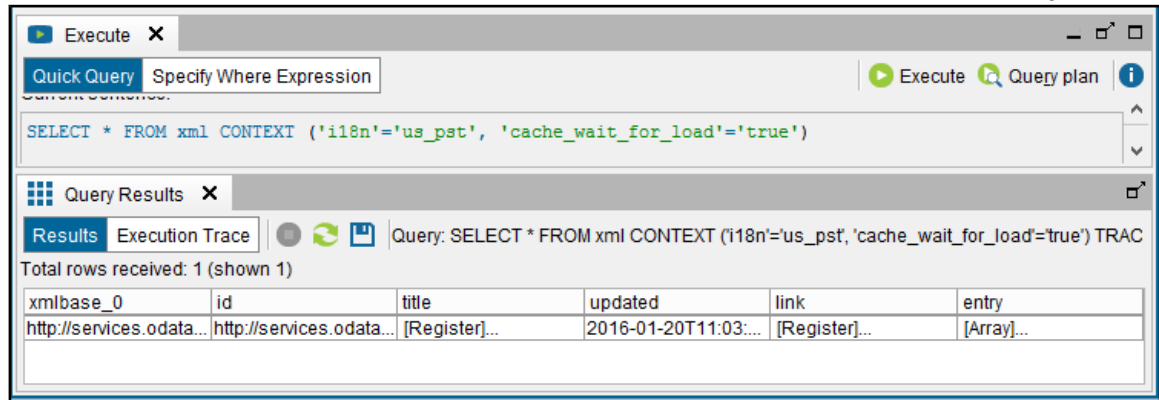 Execute
Quick Query Specify Where Expression Execute Query plan
Current Sentence:
SELECT * FROM xml CONTEXT ('i18n'='us_pst', 'cache_wait_for_load'='true')
Query Results
Results Execution Trace Query: SELECT * FROM xml CONTEXT ('i18n'='us_pst', 'cache_wait_for_load'='true') TRAC
Total rows received: 1 (shown 1)
xmlbase_0 id title updated link entry
http://services.odata... http://services.odata... [Register]... 2016-01-20T11:03:... [Register]... [Array]...